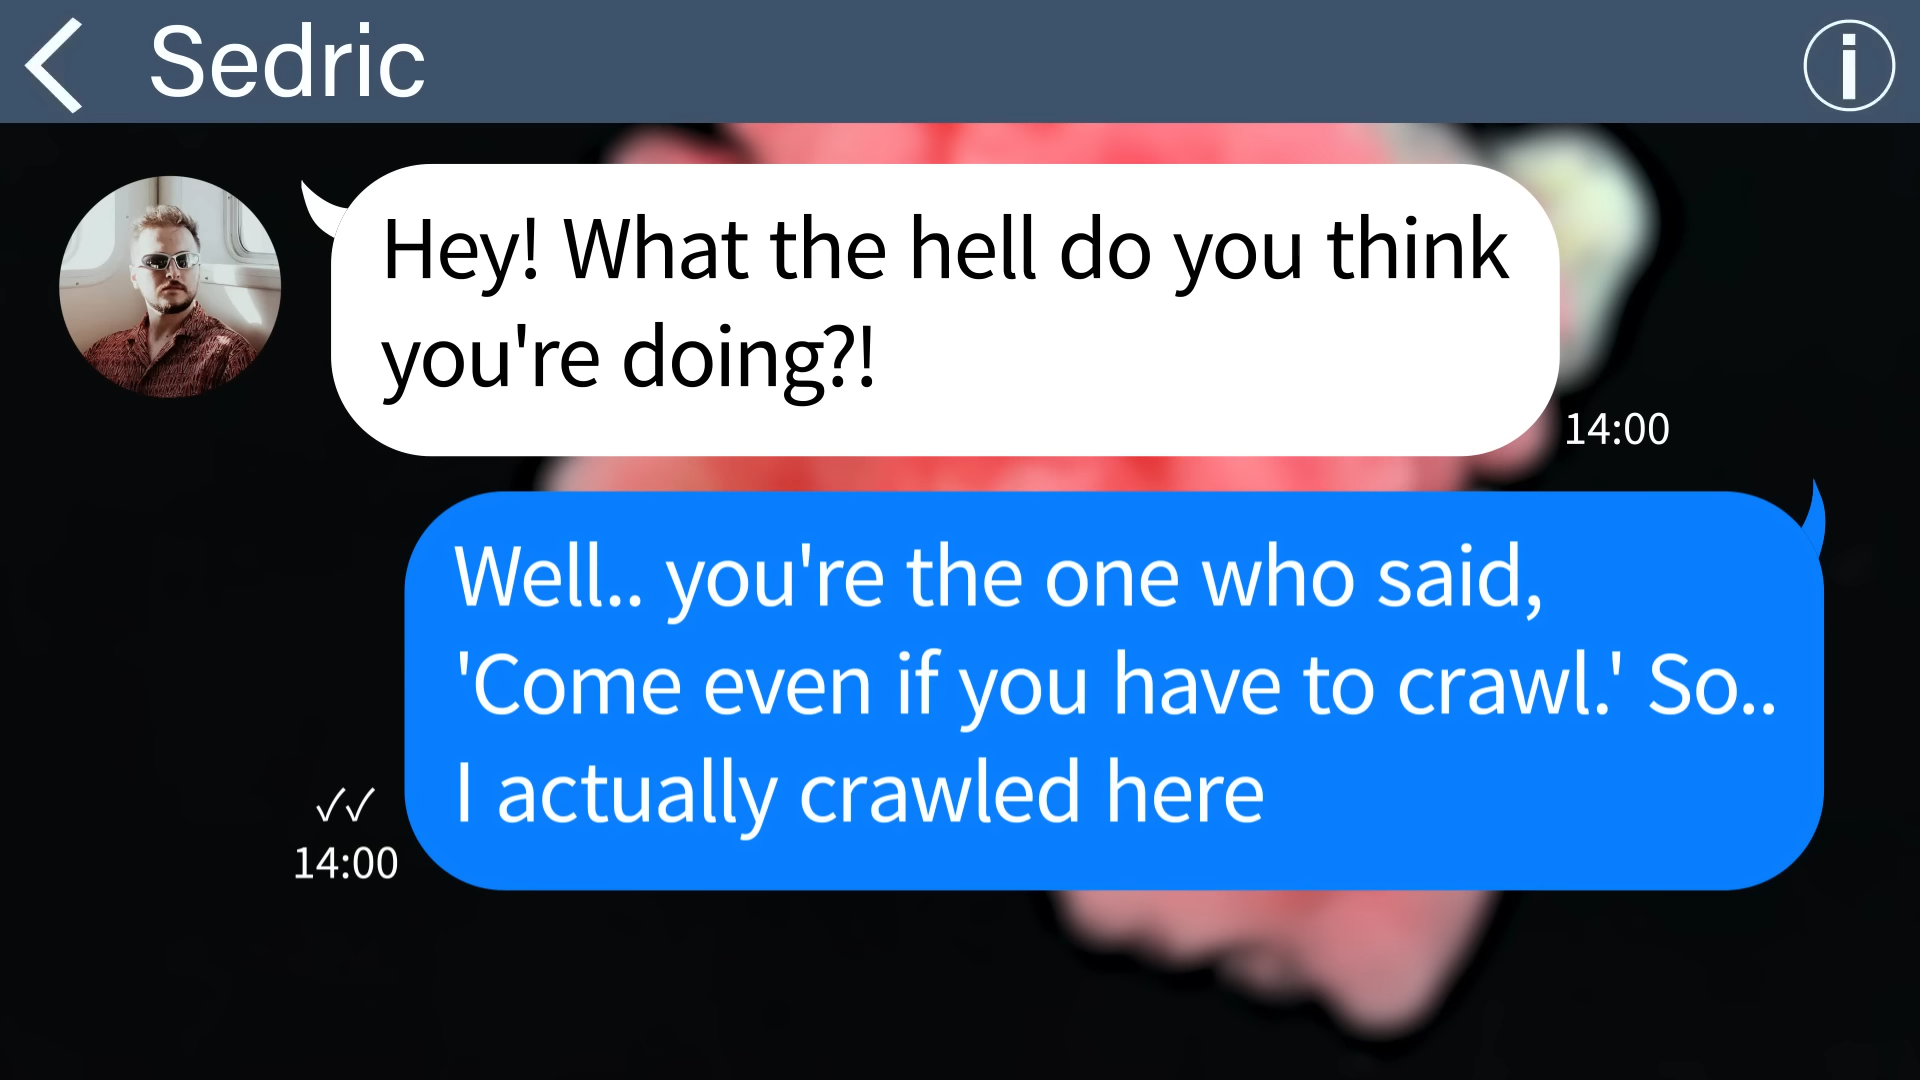 Sedric
Hey! What the hell do you think
you're doing?!
14:00
Well.. you're the one who said,
'Come even if you have to crawl.' So..
I actually crawled here
14:00